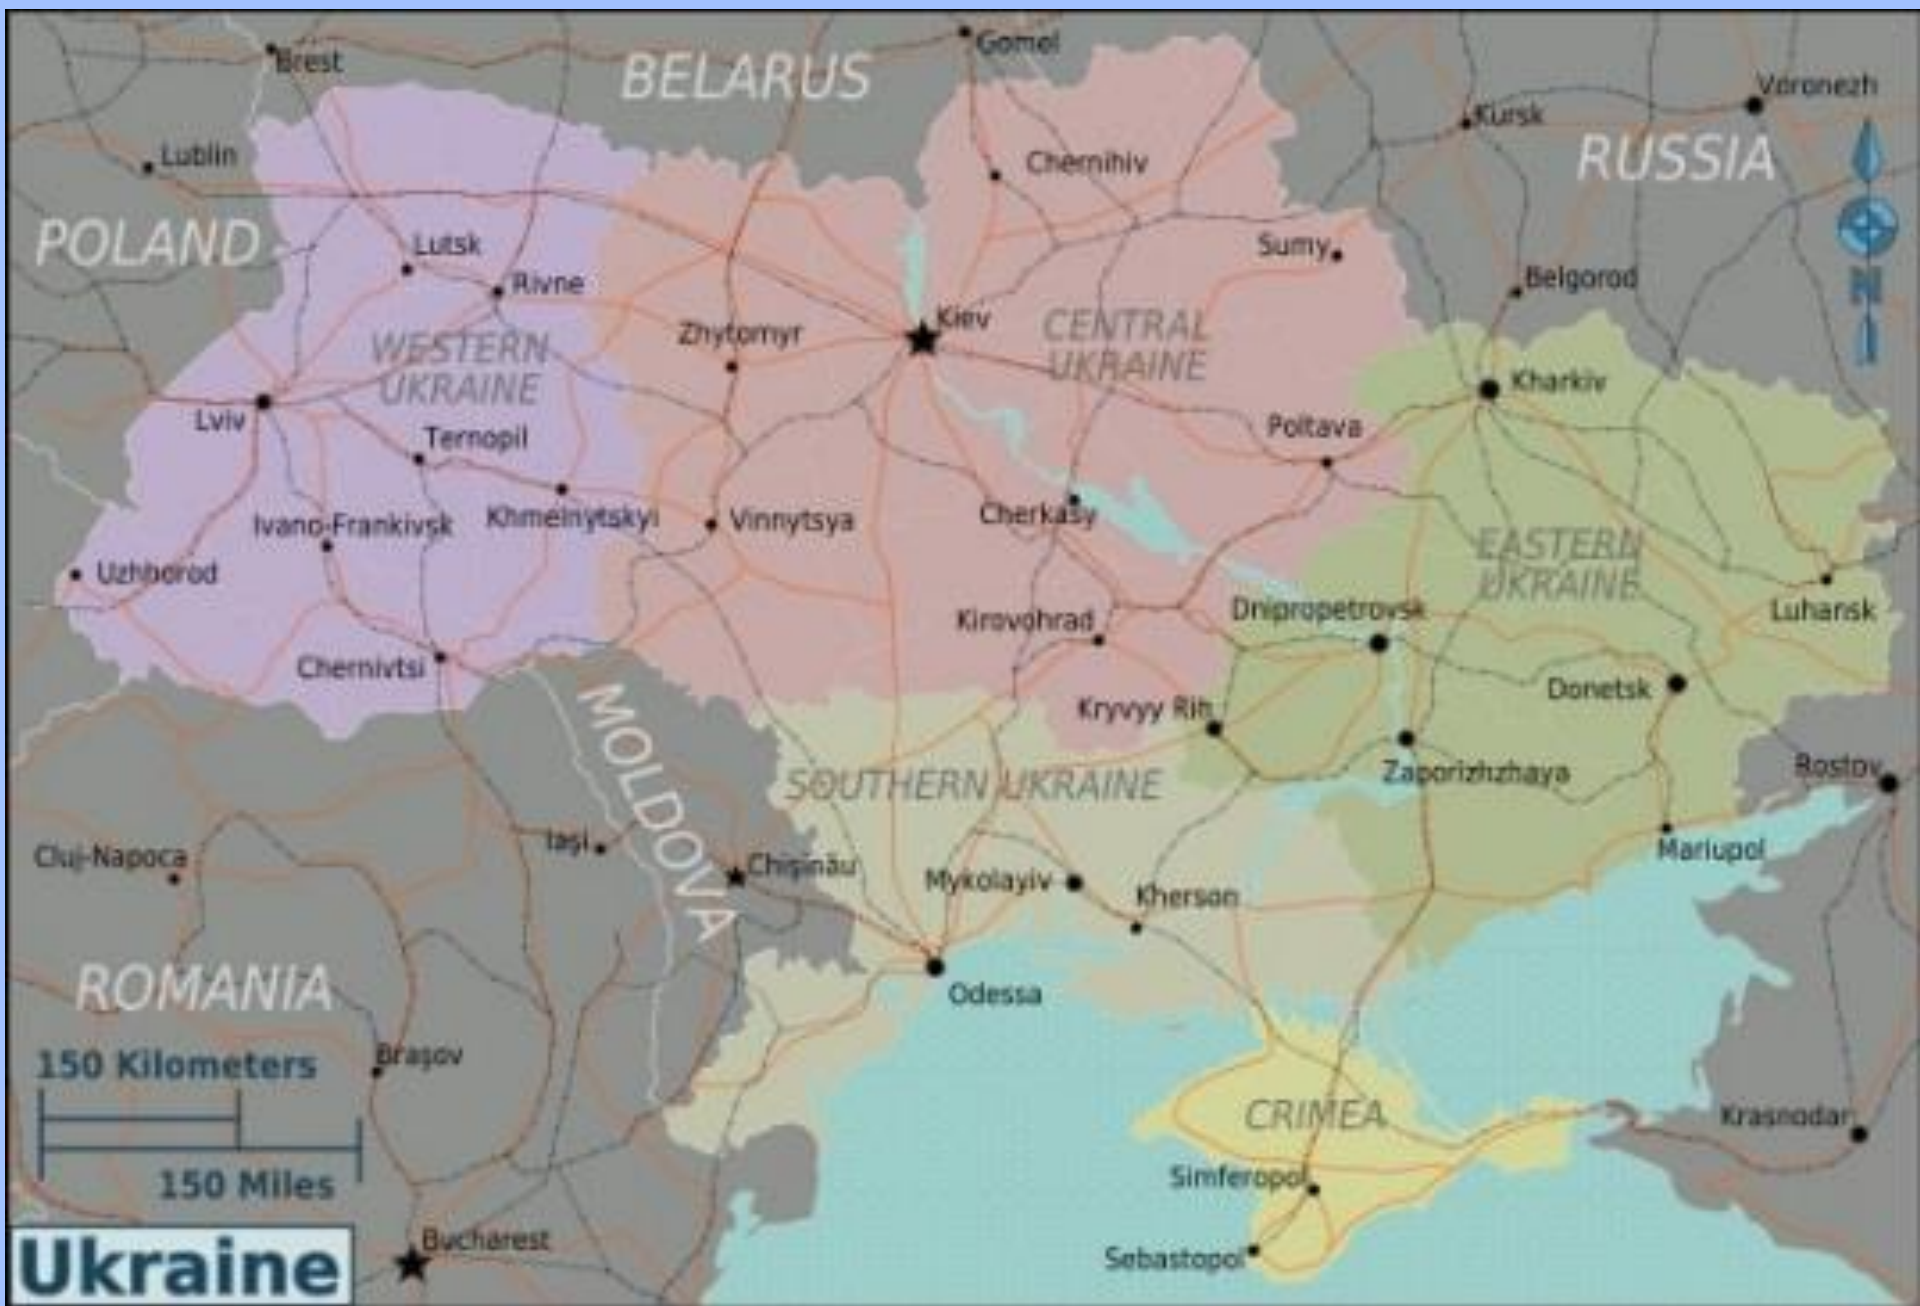 Brest
BELARUS
Gomel
Voronezh
Kursk
Lublin
Chernihiv
RUSSIA
POLAND
Lutsk
Sumy
Rivne
Belgorod
N
Zhytomyr
Kiev
CENTRAL
UKRAINE
WESTERN
UKRAINE
Kharkiv
Lviv
Ternopil
Poltava
Ivano-Frankivsk
Khmelnytskyi
Vinnytsya
Cherkasy
EASTERN
UKRAINE
Uzhhorod
Kirovohrad
Dnipropetrovsk
Luhansk
Chernivtsi
Donetsk
MOLDOVA
Kryvyy Rih
SOUTHERN UKRAINE
Zaporizhzhaya
Rostov
Iaşi
Cluj-Napoca
Chişinău
Mykolayiv
Kherson
Mariupol
ROMANIA
Odessa
150 Kilometers
Braşov
CRIMEA
Krasnodar
150 Miles
Simferopol
Ukraine
Bucharest
Sebastopol